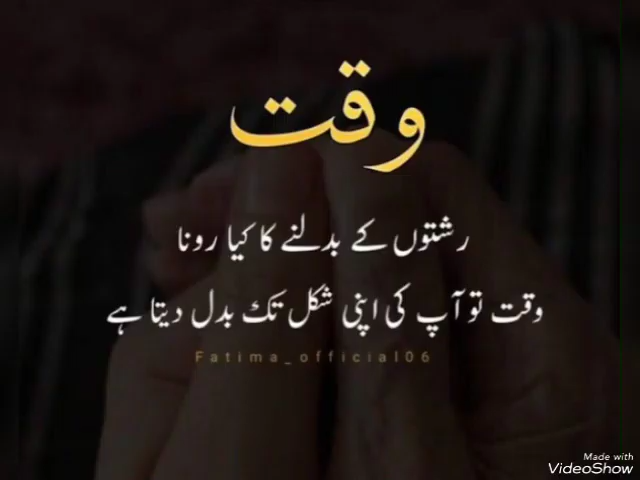 وقت
رشتوں کے بدلنے کا کیا رونا
وقت تو آپ کی اپنی شکل تک بدل دیتا ہے
Fatima_official06
Made with
VideoShow